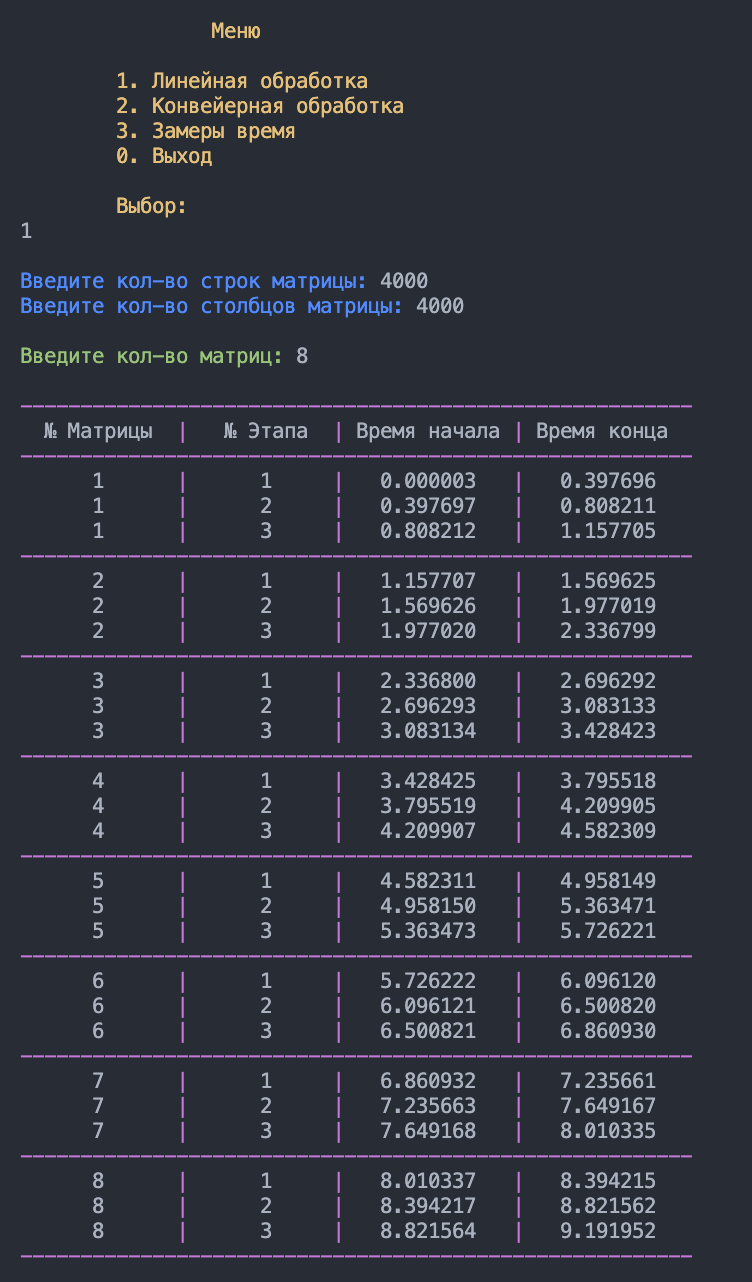 Меню
1. Линейная обработка
2. Конвейерная обработка
3. Замеры время
0. Выход
Выбор:
1
Введите кол-во строк матрицы: 4000
Введите кол-во столбцов матрицы: 4000
Введите кол-во матриц: 8
№ Матрицы | № Этапа | Время начала | Время конца
1 | 1 | 0.000003 | 0.397696
1 | 2 | 0.397697 | 0.808211
1 | 3 | 0.808212 | 1.157705
2 | 1 | 1.157707 | 1.569625
2 | 2 | 1.569626 | 1.977019
2 | 3 | 1.977020 | 2.336799
3 | 1 | 2.336800 | 2.696292
3 | 2 | 2.696293 | 3.083133
3 | 3 | 3.083134 | 3.428423
4 | 1 | 3.428425 | 3.795518
4 | 2 | 3.795519 | 4.209905
4 | 3 | 4.209907 | 4.582309
5 | 1 | 4.582311 | 4.958149
5 | 2 | 4.958150 | 5.363471
5 | 3 | 5.363473 | 5.726221
6 | 1 | 5.726222 | 6.096120
6 | 2 | 6.096121 | 6.500820
6 | 3 | 6.500821 | 6.860930
7 | 1 | 6.860932 | 7.235661
7 | 2 | 7.235663 | 7.649167
7 | 3 | 7.649168 | 8.010335
8 | 1 | 8.010337 | 8.394215
8 | 2 | 8.394217 | 8.821562
8 | 3 | 8.821564 | 9.191952